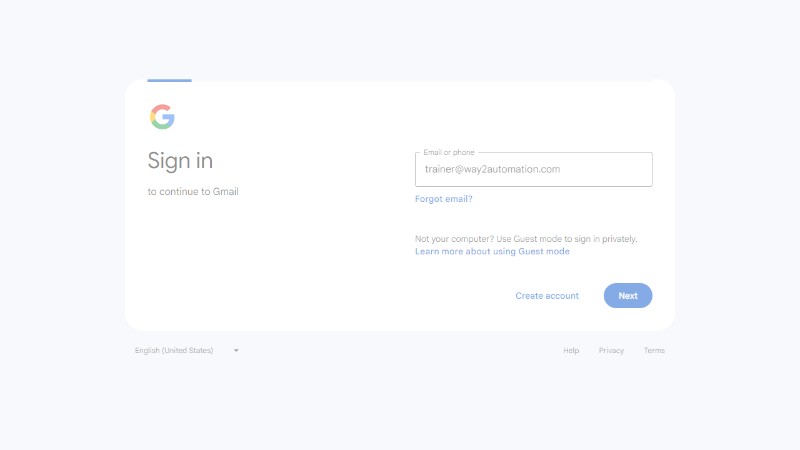 Sign in
to continue to Gmail
Email or phone
trainer@way2automation.com
Forgot email?
Not your computer? Use Guest mode to sign in privately.
Learn more about using Guest mode
Create account
Next
English (United States)
Help
Privacy
Terms